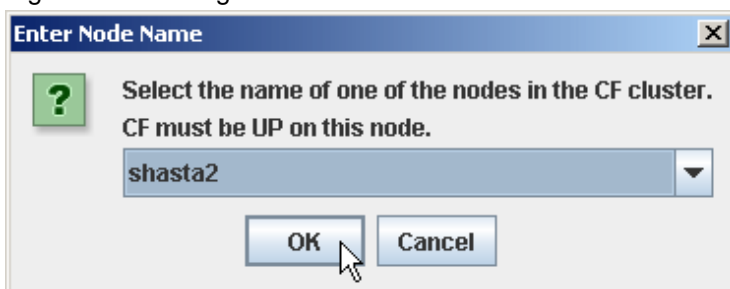 Enter Node Name
?
Select the name of one of the nodes in the CF cluster.
CF must be UP on this node.
shasta2
OK Cancel